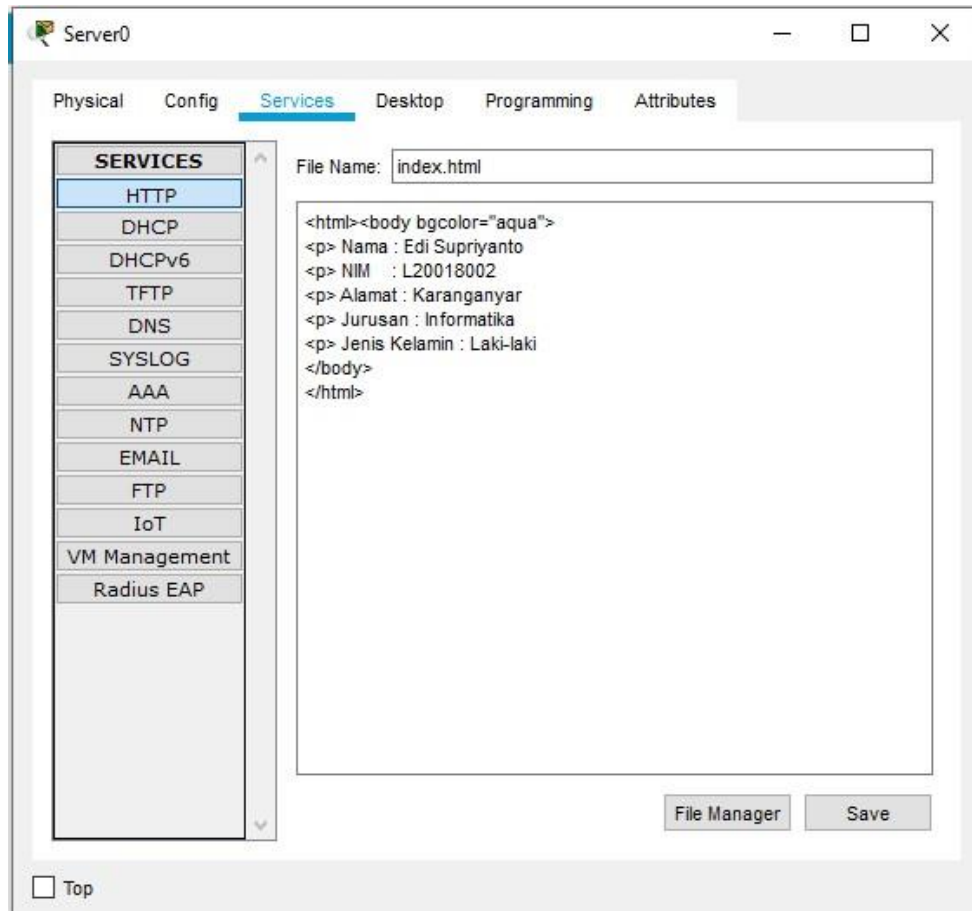 Server0
Physical Config Services Desktop Programming Attributes
SERVICES
HTTP
DHCP
DHCPv6
TFTP
DNS
SYSLOG
AAA
NTP
EMAIL
FTP
IoT
VM Management
Radius EAP
File Name: index.html
<html><body bgcolor="aqua">
<p> Nama : Edi Supriyanto
<p> NIM : L20018002
<p> Alamat : Karanganyar
<p> Jurusan : Informatika
<p> Jenis Kelamin : Laki-laki
</body>
</html>
File Manager Save
Top